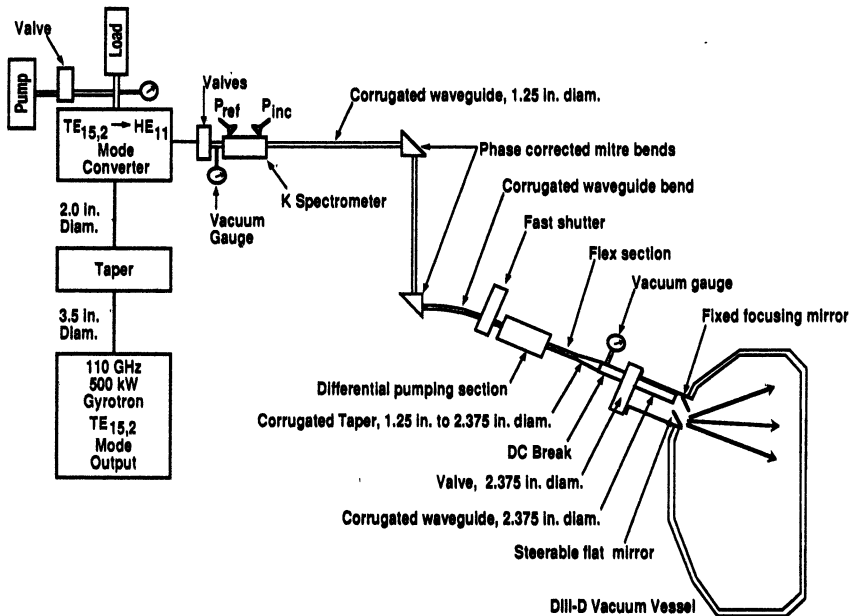 Valve
Load
Pump
Valves
TE15,2 → HE11
Mode
Converter
Pref
Pinc
Corrugated waveguide, 1.25 in. diam.
Phase corrected mitre bends
K Spectrometer
Vacuum
Gauge
Corrugated waveguide bend
Fast shutter
Flex section
Vacuum gauge
Fixed focusing mirror
2.0 in.
Diam.
Taper
3.5 in.
Diam.
110 GHz
500 kW
Gyrotron
TE15,2
Mode
Output
Differential pumping section
Corrugated Taper, 1.25 in. to 2.375 in. diam.
DC Break
Valve, 2.375 in. diam.
Corrugated waveguide, 2.375 in. diam.
Steerable flat mirror
DIII-D Vacuum Vessel